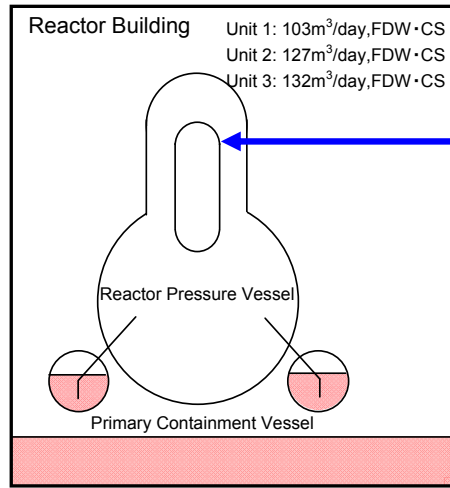 Reactor Building
Unit 1: 103m³/day,FDW・CS
Unit 2: 127m³/day,FDW・CS
Unit 3: 132m³/day,FDW・CS
Reactor Pressure Vessel
Primary Containment Vessel